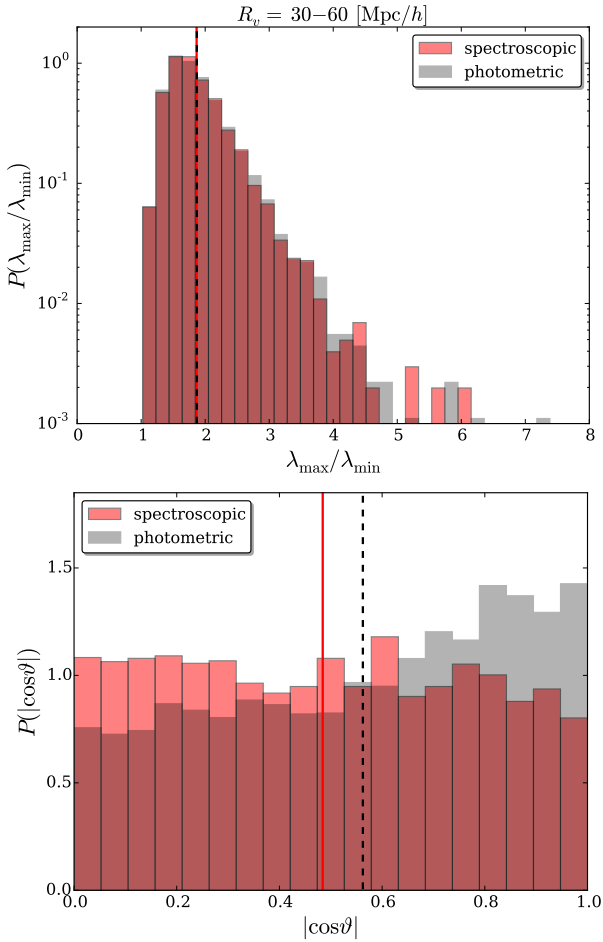 R_v = 30−60 [Mpc/h]
10^0
10^-1
10^-2
10^-3
P(λ_max/λ_min)
spectroscopic
photometric
0 1 2 3 4 5 6 7 8
λ_max/λ_min
spectroscopic
photometric
1.5
1.0
0.5
0.0
P(|cosϑ|)
0.0 0.2 0.4 0.6 0.8 1.0
|cosϑ|